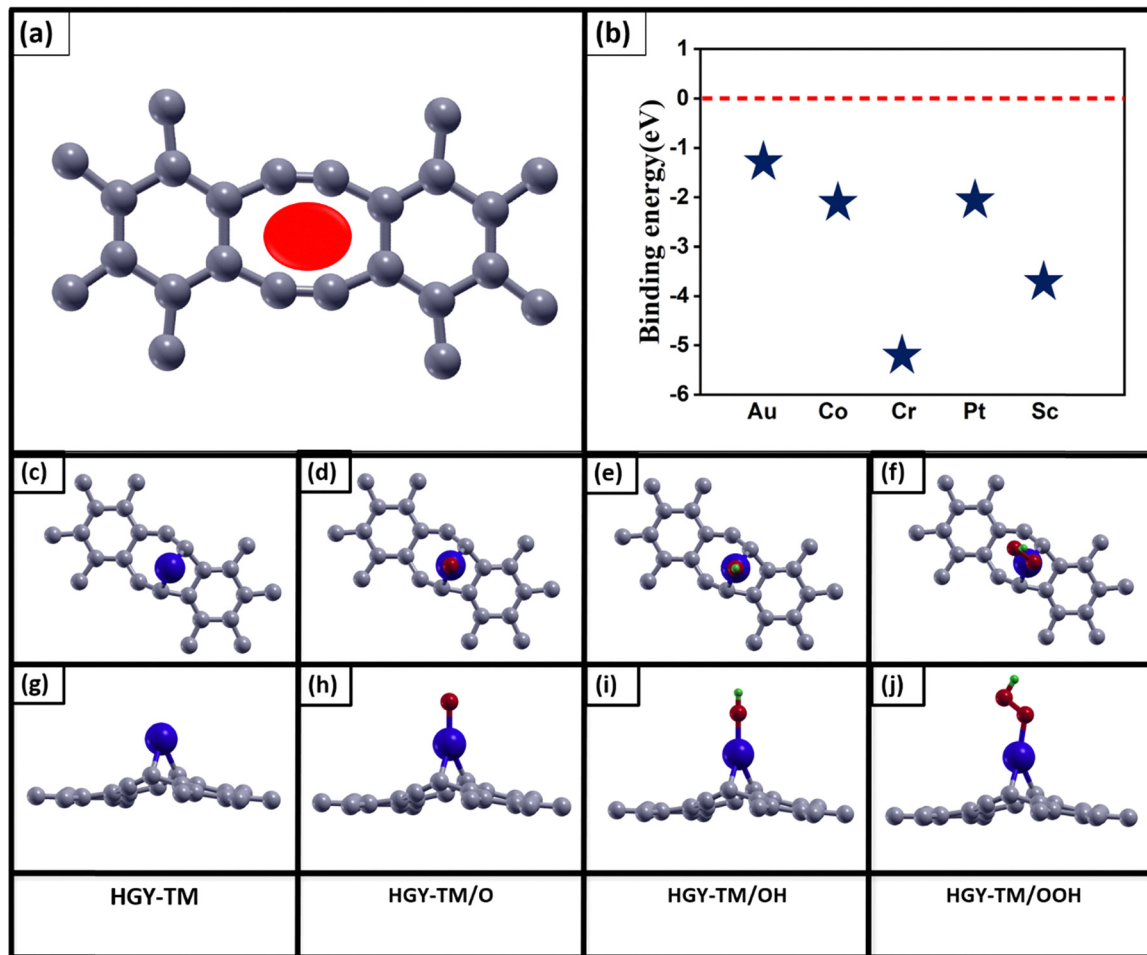 (a)
(b)
Binding energy(eV)
1
0
-1
-2
-3
-4
-5
-6
Au Co Cr Pt Sc
(c)
(d)
(e)
(f)
(g)
(h)
(i)
(j)
HGY-TM
HGY-TM/O
HGY-TM/OH
HGY-TM/OOH